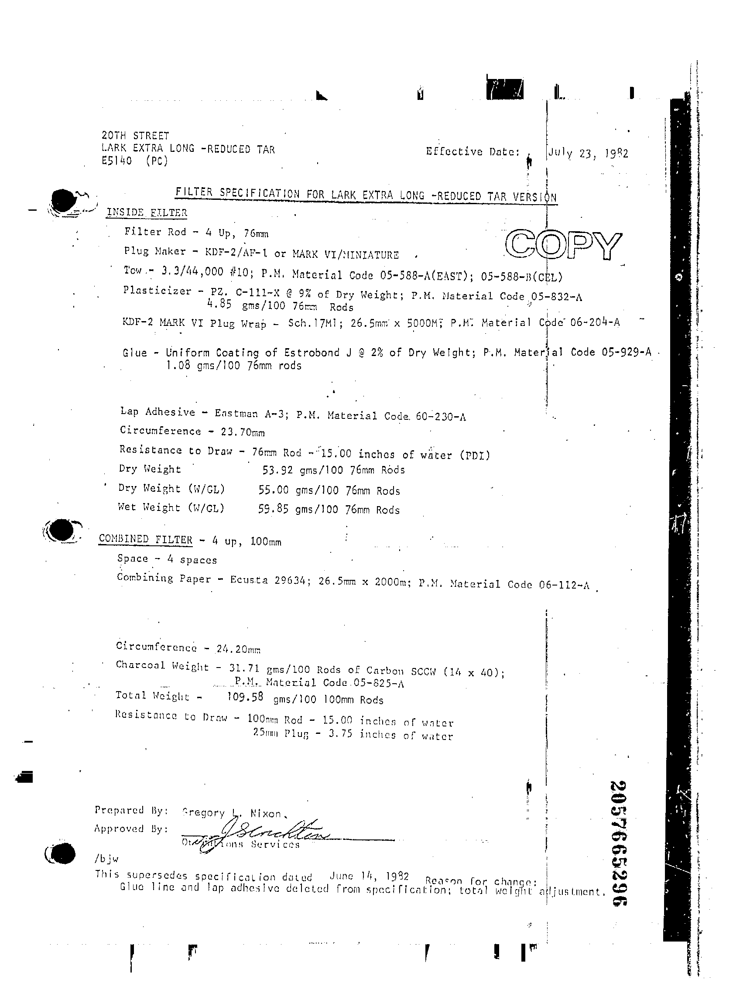 20TH STREET
LARK EXTRA LONG -REDUCED TAR
E5140 (PC)
Effective Date: July 23, 1982
FILTER SPECIFICATION FOR LARK EXTRA LONG -REDUCED TAR VERSION
INSIDE FILTER
COPY
Filter Rod - 4 Up, 76mm
Plug Maker - KDF-2/AF-1 or MARK VI/MINIATURE
Tow - 3.3/44,000 #10; P.M. Material Code 05-588-A(EAST); 05-588-B(CEL)
Plasticizer - PZ. C-111-X @ 9% of Dry Weight; P.M. Material Code 05-832-A
4.85 gms/100 76mm Rods
KDF-2 MARK VI Plug Wrap - Sch.17M1; 26.5mm x 5000M; P.M. Material Code 06-204-A
Glue - Uniform Coating of Estrobond J @ 2% of Dry Weight; P.M. Material Code 05-929-A
1.08 gms/100 76mm rods
Lap Adhesive - Eastman A-3; P.M. Material Code 60-230-A
Circumference - 23.70mm
Resistance to Draw - 76mm Rod - 15.00 inches of water (PDI)
Dry Weight 53.92 gms/100 76mm Rods
Dry Weight (W/GL) 55.00 gms/100 76mm Rods
Wet Weight (W/GL) 59.85 gms/100 76mm Rods
COMBINED FILTER - 4 up, 100mm
Space - 4 spaces
Combining Paper - Ecusta 29634; 26.5mm x 2000m; P.M. Material Code 06-112-A
Circumference - 24.20mm
Charcoal Weight - 31.71 gms/100 Rods of Carbon SCCW (14 x 40);
P.M. Material Code 05-825-A
Total Weight - 109.58 gms/100 100mm Rods
Resistance to Draw - 100mm Rod - 15.00 inches of water
25mm Plug - 3.75 inches of water
Prepared By: Gregory L. Nixon
Approved By:
Operations Services
/bjw
This supersedes specification dated June 14, 1982 Reason for change:
Glue line and lap adhesive deleted from specification; total weight adjustment.
2057665296